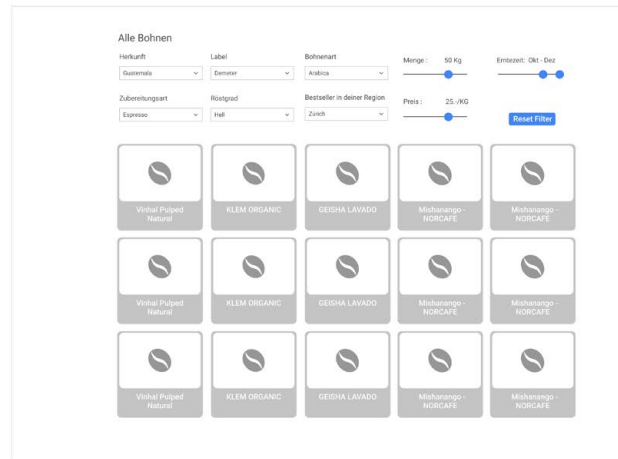 Alle Bohnen
Herkunft
Label
Bohnenart
Menge : 50 Kg
Erntezeit: Okt - Dez
Guatemala
Demeter
Arabica
Zubereitungsart
Röstgrad
Bestseller in deiner Region
Preis : 25.-/KG
Espresso
Hell
Zürich
Reset Filter
Vinhal Pulped
Natural
KLEM ORGANIC
GEISHA LAVADO
Mishanango -
NORCAFE
Mishanango -
NORCAFE
Vinhal Pulped
Natural
KLEM ORGANIC
GEISHA LAVADO
Mishanango -
NORCAFE
Mishanango -
NORCAFE
Vinhal Pulped
Natural
KLEM ORGANIC
GEISHA LAVADO
Mishanango -
NORCAFE
Mishanango -
NORCAFE